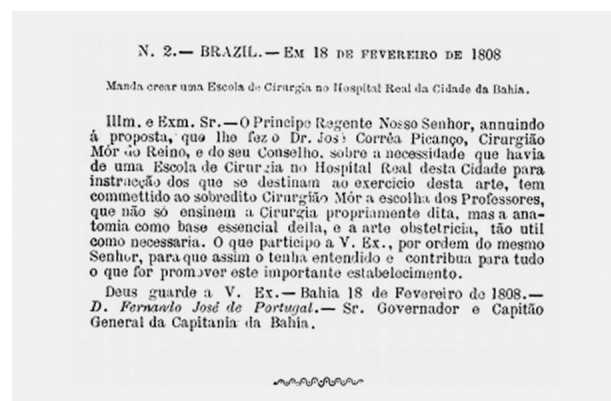 N. 2.— BRAZIL.— EM 18 DE FEVEREIRO DE 1808
Manda crear uma Escola de Cirurgia no Hospital Real da Cidade da Bahia.
Illm. e Exm. Sr.—O Principe Regente Nosso Senhor, annuindo
á proposta, que lhe fez o Dr. José Corrêa Picanço, Cirurgião
Mór do Reino, e do seu Conselho, sobre a necessidade que havia
de uma Escola de Cirurgia no Hospital Real desta Cidade para
instrucção dos que se destinam ao exercicio desta arte, tem
commettido ao sobredito Cirurgião Mór a escolha dos Professores,
que não só ensinem a Cirurgia propriamente dita, mas a ana-
tomia como base essencial della, e a arte obstetricia, tão util
como necessaria. O que participo a V. Ex., por ordem do mesmo
Senhor, para que assim o tenha entendido e contribua para tudo
o que for promover este importante estabelecimento.
Deus guarde a V. Ex.— Bahia 18 de Fevereiro de 1808.—
D. Fernando José de Portugal.— Sr. Governador e Capitão
General da Capitania da Bahia.